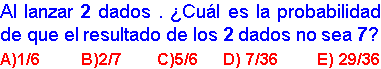 Al lanzar 2 dados . ¿Cuál es la probabilidad
de que el resultado de los 2 dados no sea 7?
A)1/6 B)2/7 C)5/6 D) 7/36 E) 29/36